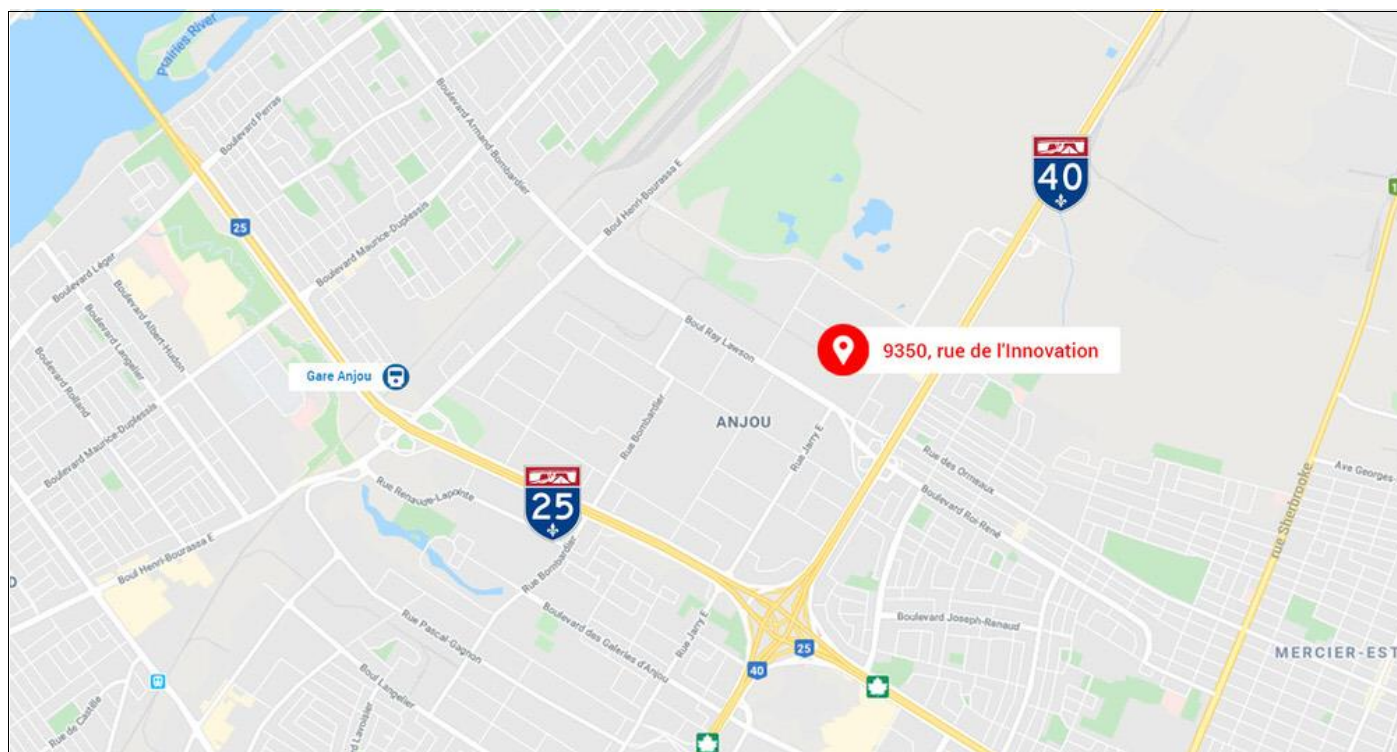 Prairies River
Boulevard Perras
Boulevard Armand-Bombardier
Boul Henri-Bourassa E
40
25
Boulevard Maurice-Duplessis
Boulevard Léger
Boulevard Albert-Hudon
Boulevard Langelier
Boulevard Rolland
Boulevard Maurice-Duplessis
Boul Ray Lawson
9350, rue de l'Innovation
Gare Anjou
ANJOU
Rue Bombardier
Rue Jarry E
Rue des Ormeaux
Boulevard Roi-René
Ave Georges
rue Sherbrooke
25
Rue Renaude-Lapointe
Boul Henri-Bourassa E
Rue Bombardier
Rue Pascal-Gagnon
Boulevard des Galeries d'Anjou
Rue Jarry E
Boulevard Joseph-Renaud
MERCIER-EST
25
40
Boul Langelier
Rue de Castille